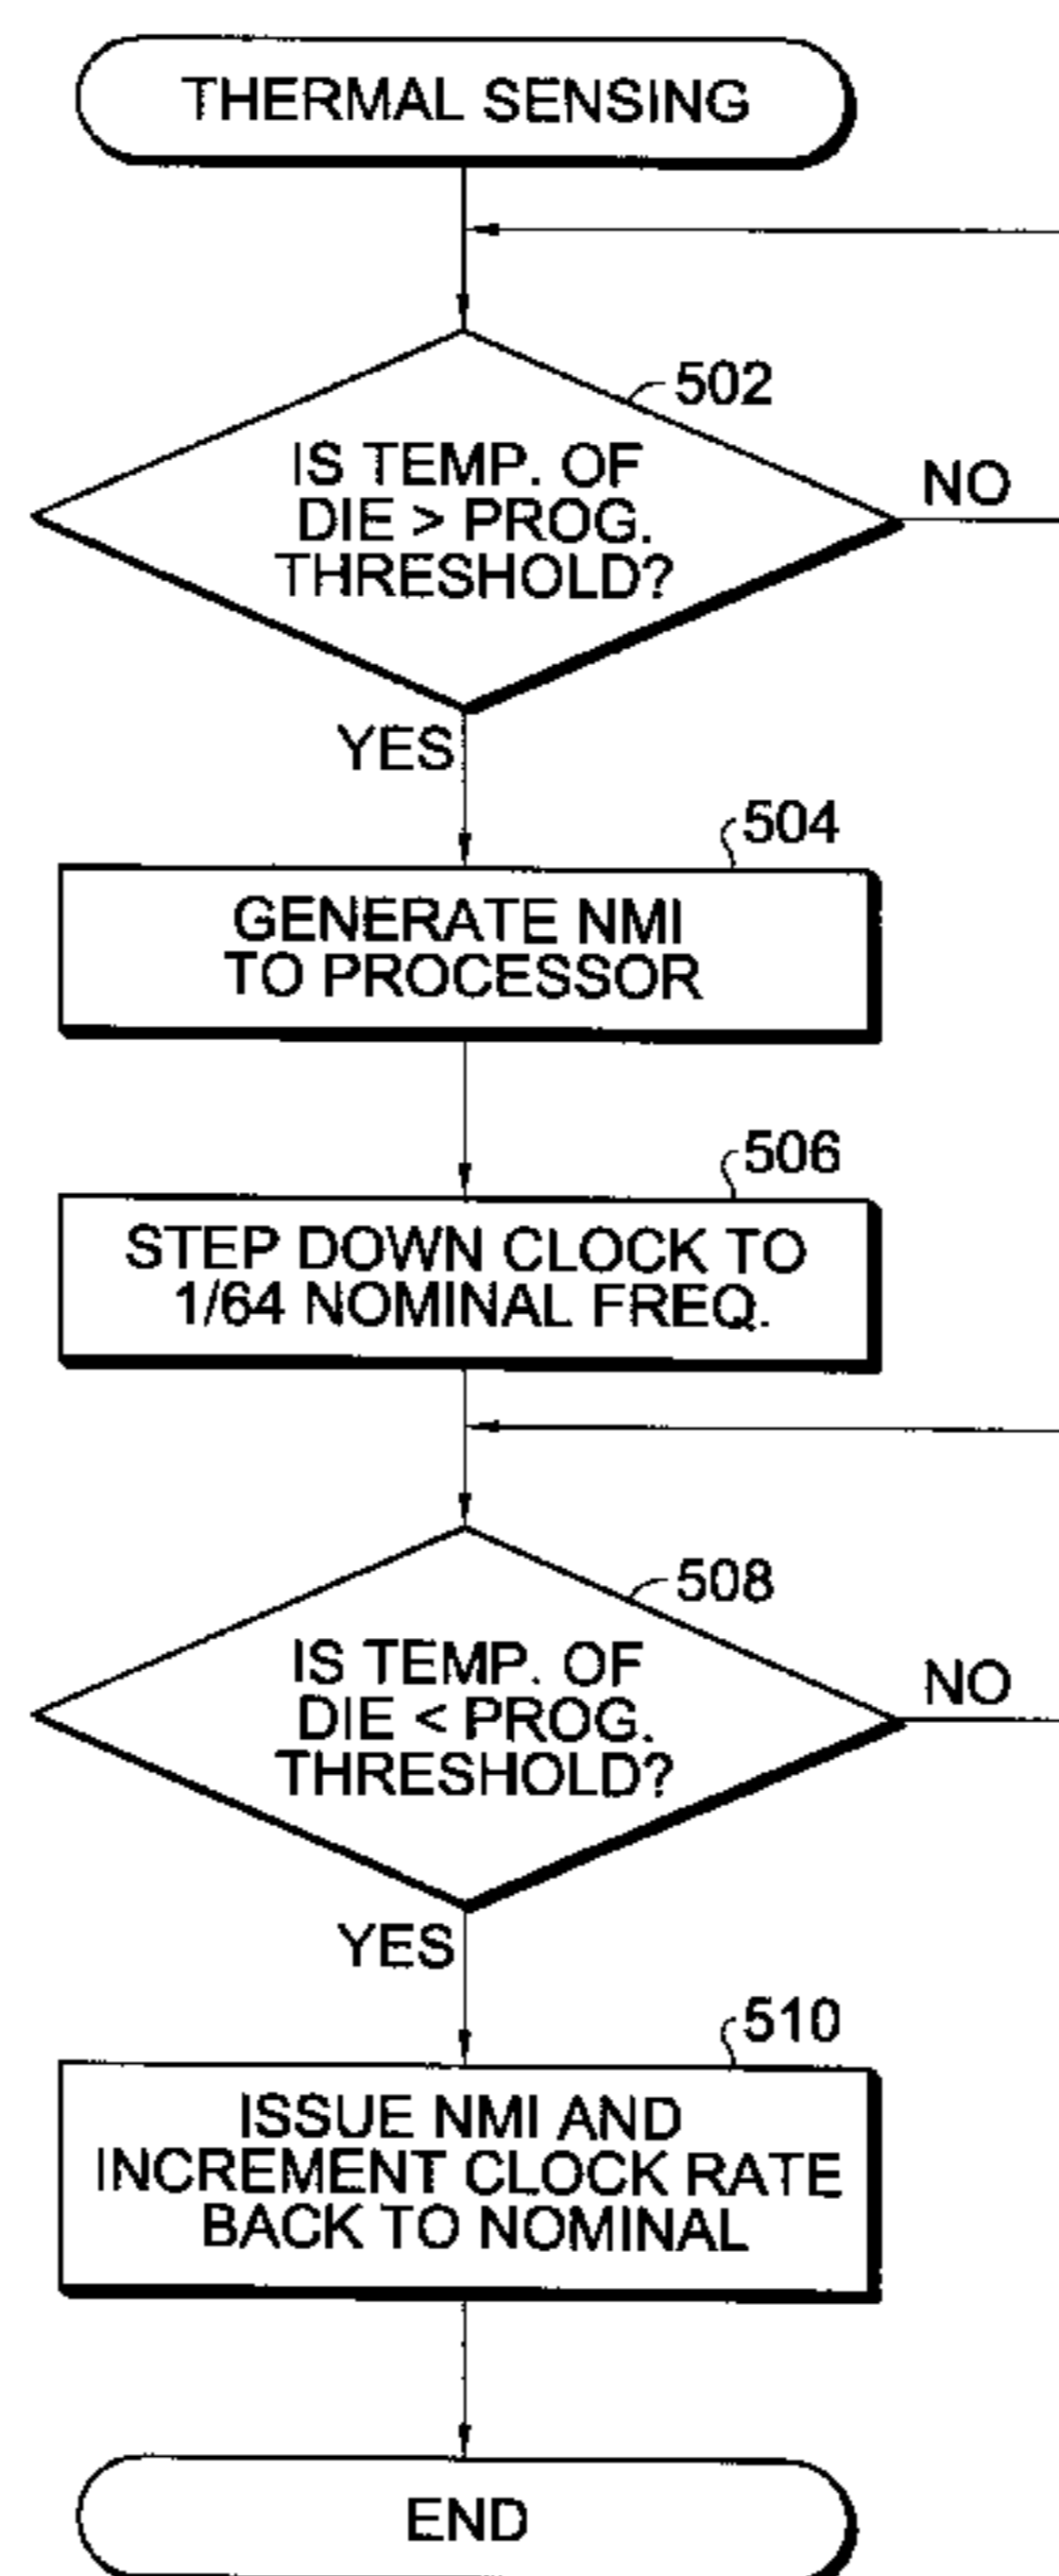 THERMAL SENSING
502
IS TEMP. OF
DIE > PROG.
THRESHOLD?
NO
YES
504
GENERATE NMI
TO PROCESSOR
506
STEP DOWN CLOCK TO
1/64 NOMINAL FREQ.
508
IS TEMP. OF
DIE < PROG.
THRESHOLD?
NO
YES
510
ISSUE NMI AND
INCREMENT CLOCK RATE
BACK TO NOMINAL
END